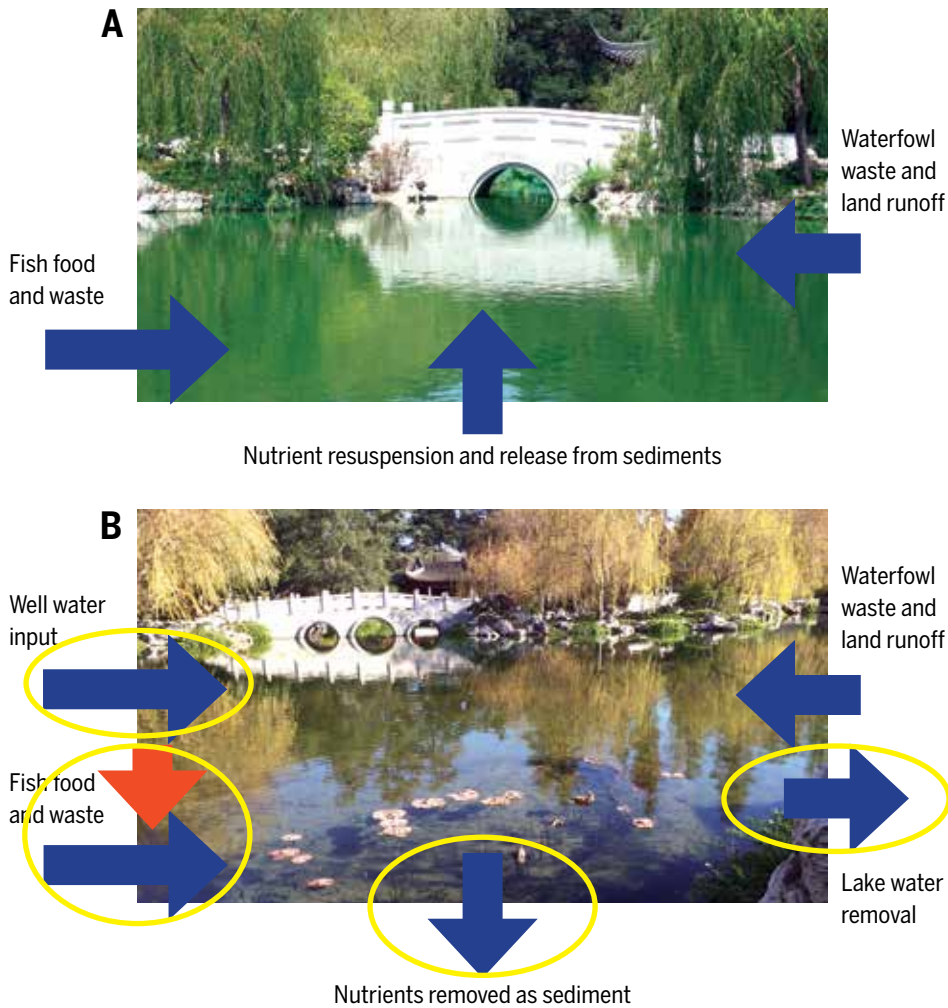 A
Waterfowl
waste and
land runoff
Fish food
and waste
Nutrient resuspension and release from sediments
B
Well water
input
Waterfowl
waste and
land runoff
Fish food
and waste
Lake water
removal
Nutrients removed as sediment